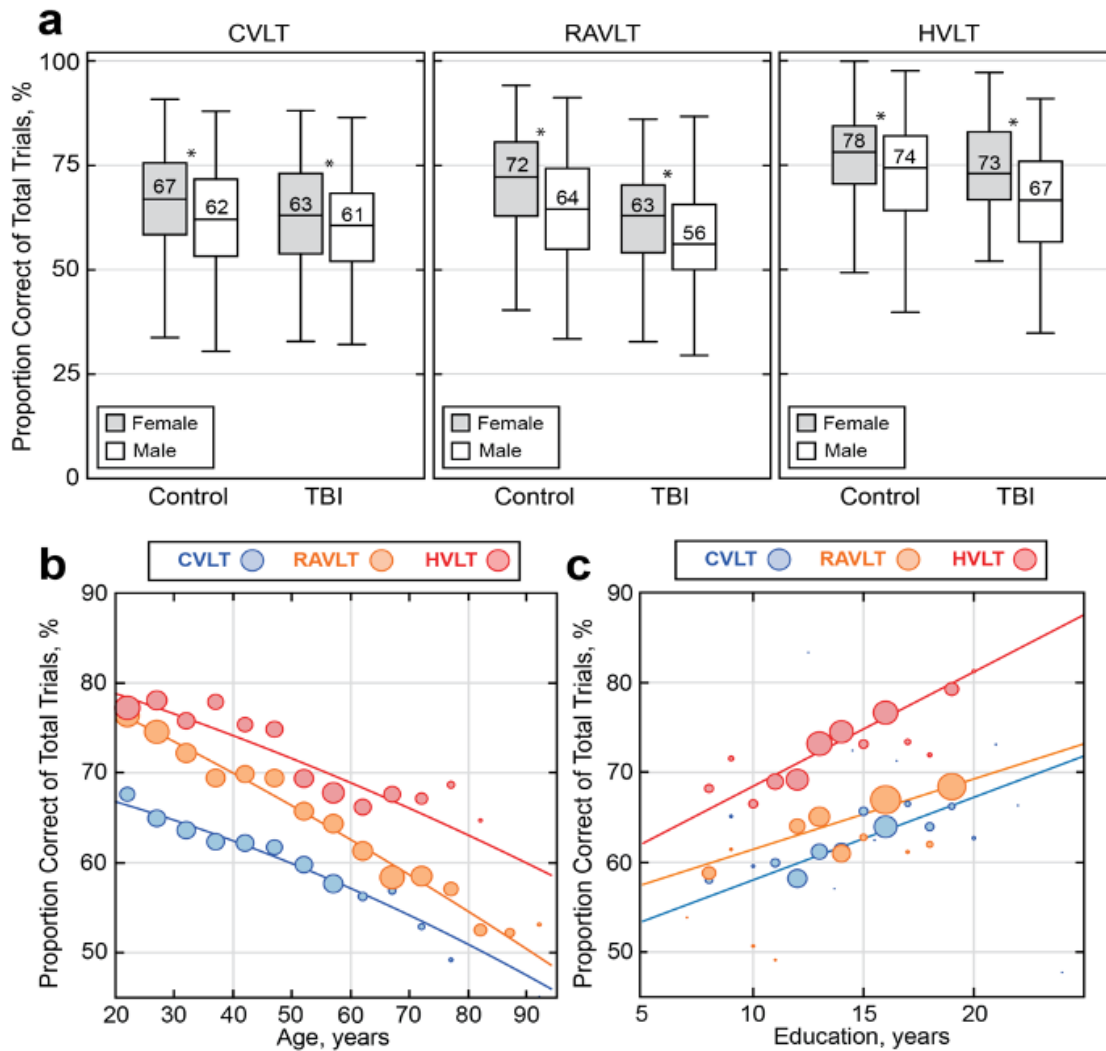 a
CVLT RAVLT HVLT
Proportion Correct of Total Trials, %
100
75
50
25
0
67 * 62 63 * 61
72 * 64 63 * 56
78 * 74 73 * 67
Female Female Female
Male Male Male
Control TBI Control TBI Control TBI
b
CVLT RAVLT HVLT
Proportion Correct of Total Trials, %
90
80
70
60
50
20 30 40 50 60 70 80 90
Age, years
c
CVLT RAVLT HVLT
Proportion Correct of Total Trials, %
90
80
70
60
50
5 10 15 20
Education, years